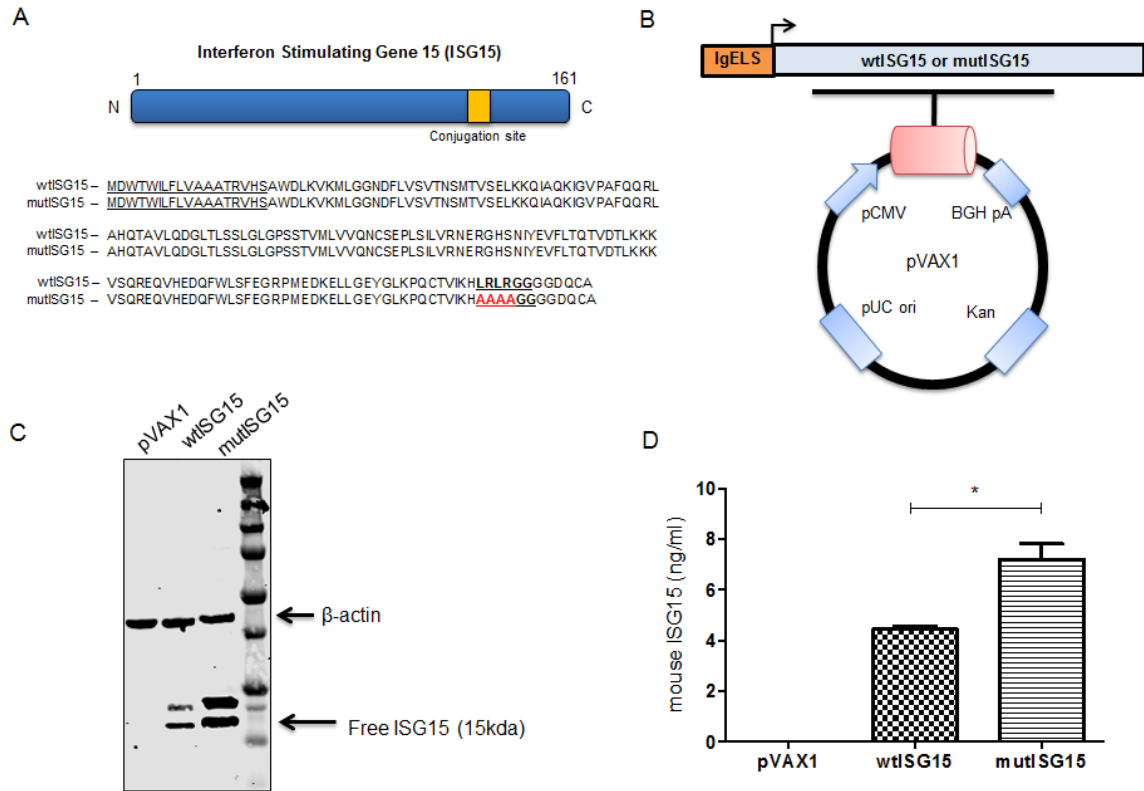 A
Interferon Stimulating Gene 15 (ISG15)
1 161
N C
Conjugation site
wtISG15 – MDWTWILFLVAAATRVHSAWDLKVKMLGGNDFLVSVTNSMTVSELKKQIAQKIGVPAFQQRL
mutISG15 – MDWTWILFLVAAATRVHSAWDLKVKMLGGNDFLVSVTNSMTVSELKKQIAQKIGVPAFQQRL
wtISG15– AHQTAVLQDGLTLSSLGLGPSSTVMLVVQNCSEPLSILVRNERGHSNIYEVFLTQTVDTLKKK
mutISG15 – AHQTAVLQDGLTLSSLGLGPSSTVMLVVQNCSEPLSILVRNERGHSNIYEVFLTQTVDTLKKK
wtISG15– VSQREQVHEDQFWLSFEGRPMEDKELLGEYGLKPQCTVIKHLRLRGGGGDQCA
mutISG15 – VSQREQVHEDQFWLSFEGRPMEDKELLGEYGLKPQCTVIKHAAAAGGGGDQCA
B
IgELS wtISG15 or mutISG15
pCMV BGH pA
pVAX1
pUC ori Kan
C
pVAX1
wtISG15
mutISG15
β-actin
Free ISG15 (15kda)
D
mouse ISG15 (ng/ml)
10
8
6
4
2
0
*
pVAX1 wtISG15 mutISG15